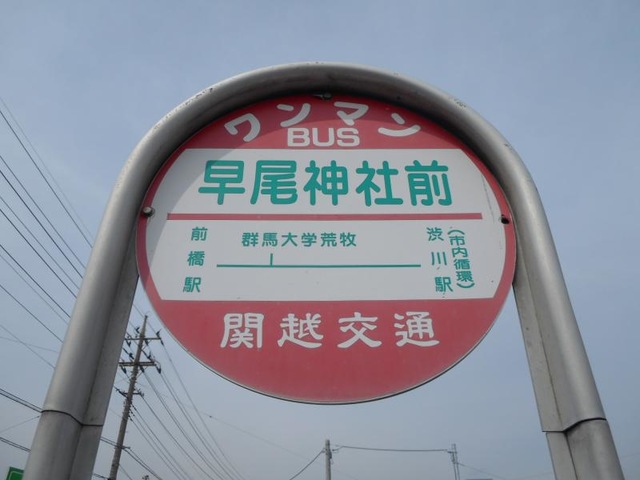 ワンマン
BUS
早尾神社前
前橋駅
群馬大学荒牧
渋川駅
(市内循環)
関越交通